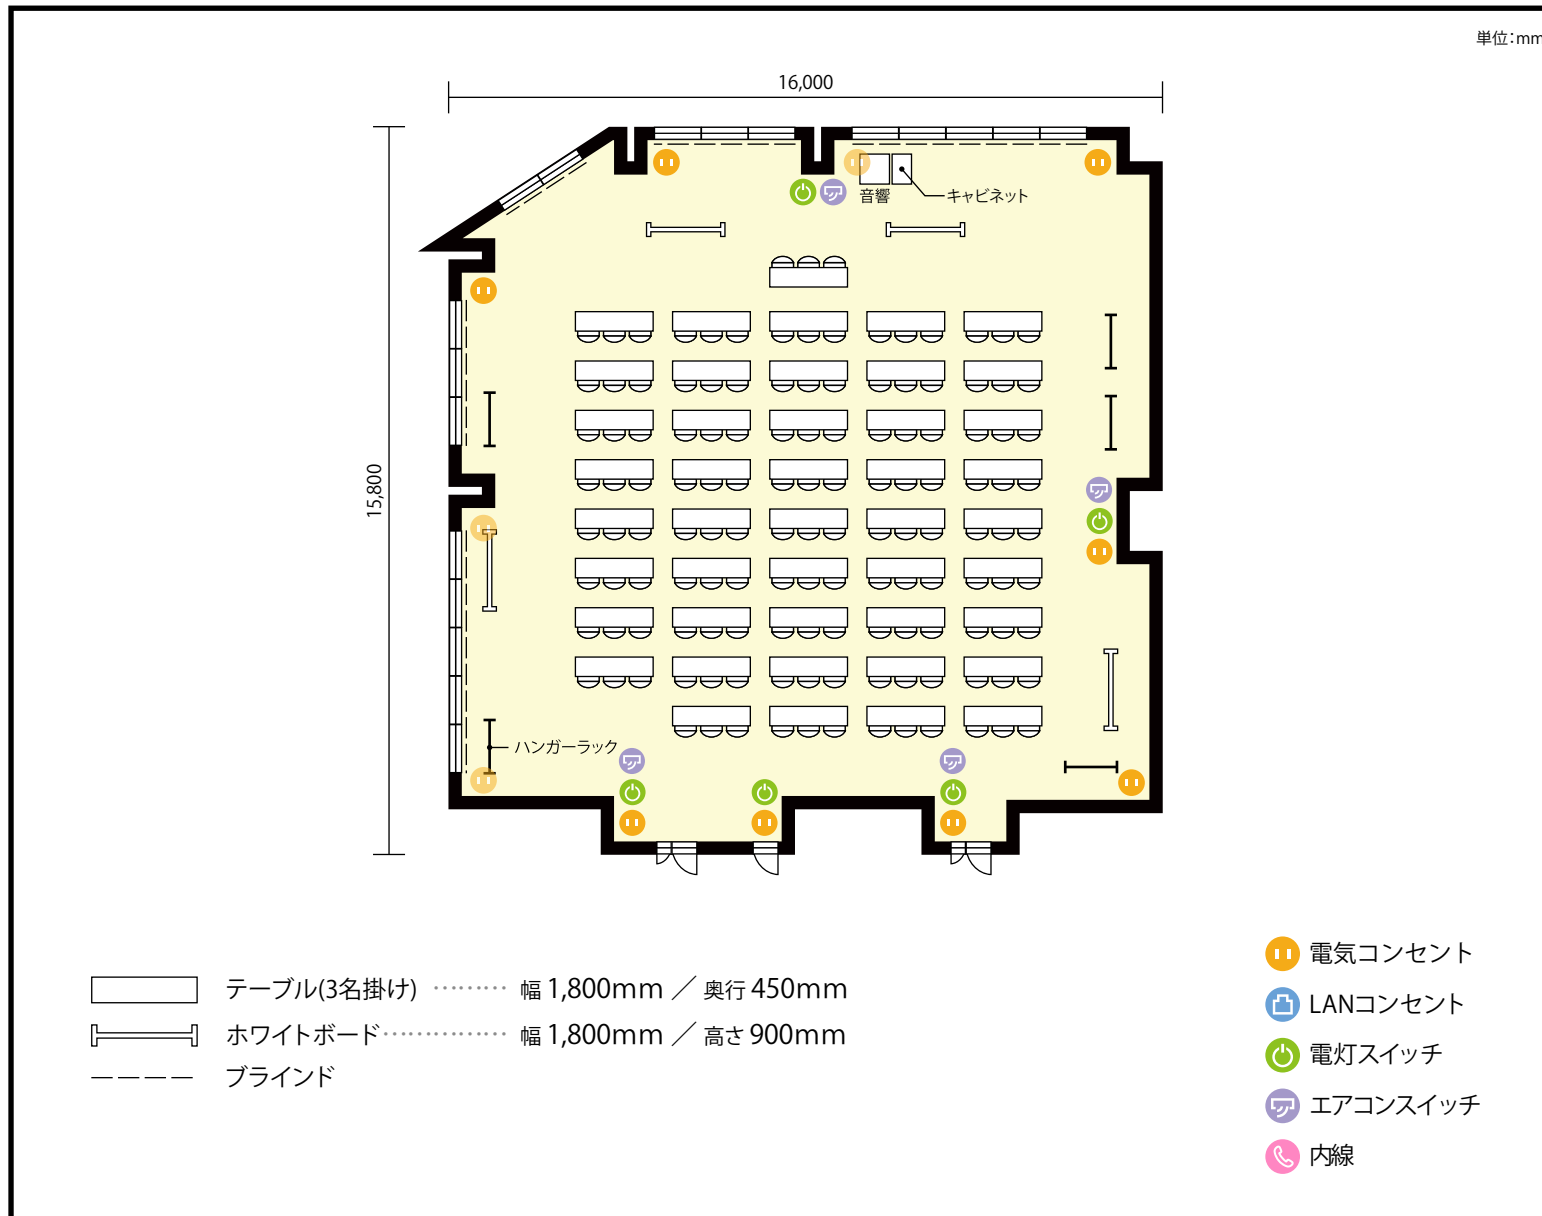 単位:mm
16,000
音響
キャビネット
15,800
ハンガーラック
テーブル(3名掛け) ········· 幅 1,800mm ／ 奥行 450mm
ホワイトボード··············· 幅 1,800mm ／ 高さ 900mm
ブラインド
電気コンセント
LANコンセント
電灯スイッチ
エアコンスイッチ
内線